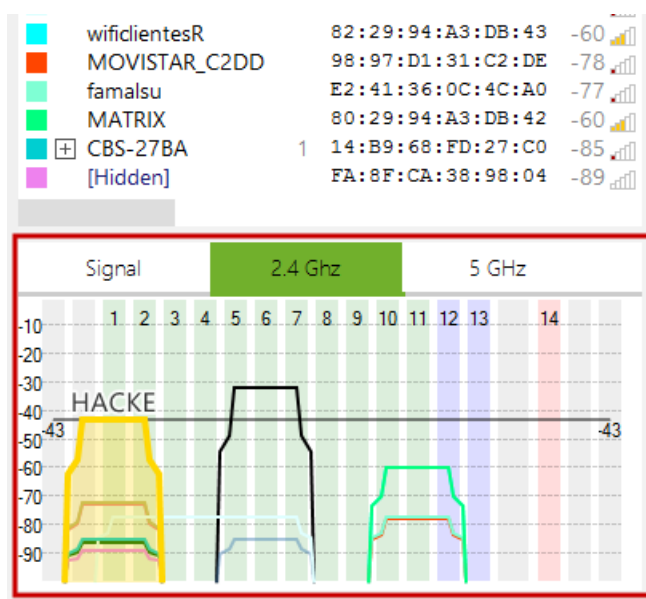 wificlientesR 82:29:94:A3:DB:43 -60
MOVISTAR_C2DD 98:97:D1:31:C2:DE -78
famalsu E2:41:36:0C:4C:A0 -77
MATRIX 80:29:94:A3:DB:42 -60
CBS-27BA 1 14:B9:68:FD:27:C0 -85
[Hidden] FA:8F:CA:38:98:04 -89
Signal 2.4 Ghz 5 GHz
1 2 3 4 5 6 7 8 9 10 11 12 13 14
-10
-20
-30
-40 HACKE
-43 -43
-50
-60
-70
-80
-90